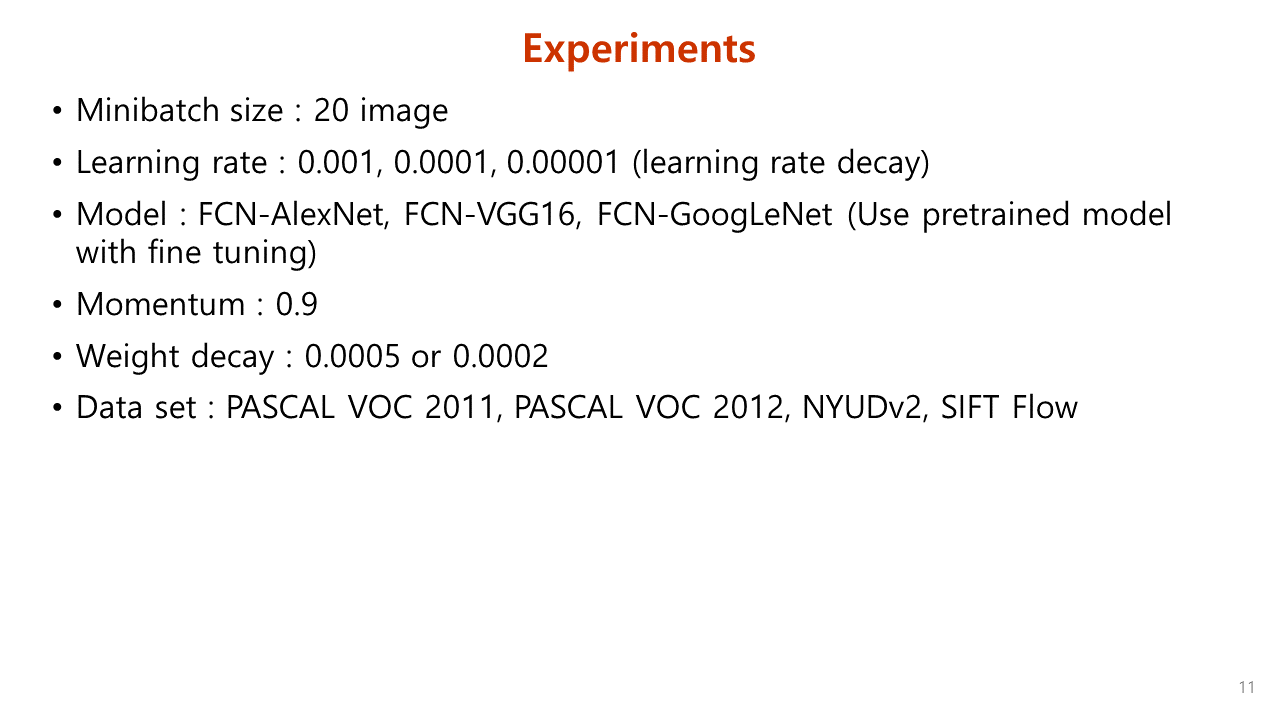 Experiments
• Minibatch size : 20 image
• Learning rate : 0.001, 0.0001, 0.00001 (learning rate decay)
• Model : FCN-AlexNet, FCN-VGG16, FCN-GoogLeNet (Use pretrained model
with fine tuning)
• Momentum : 0.9
• Weight decay : 0.0005 or 0.0002
• Data set : PASCAL VOC 2011, PASCAL VOC 2012, NYUDv2, SIFT Flow
11